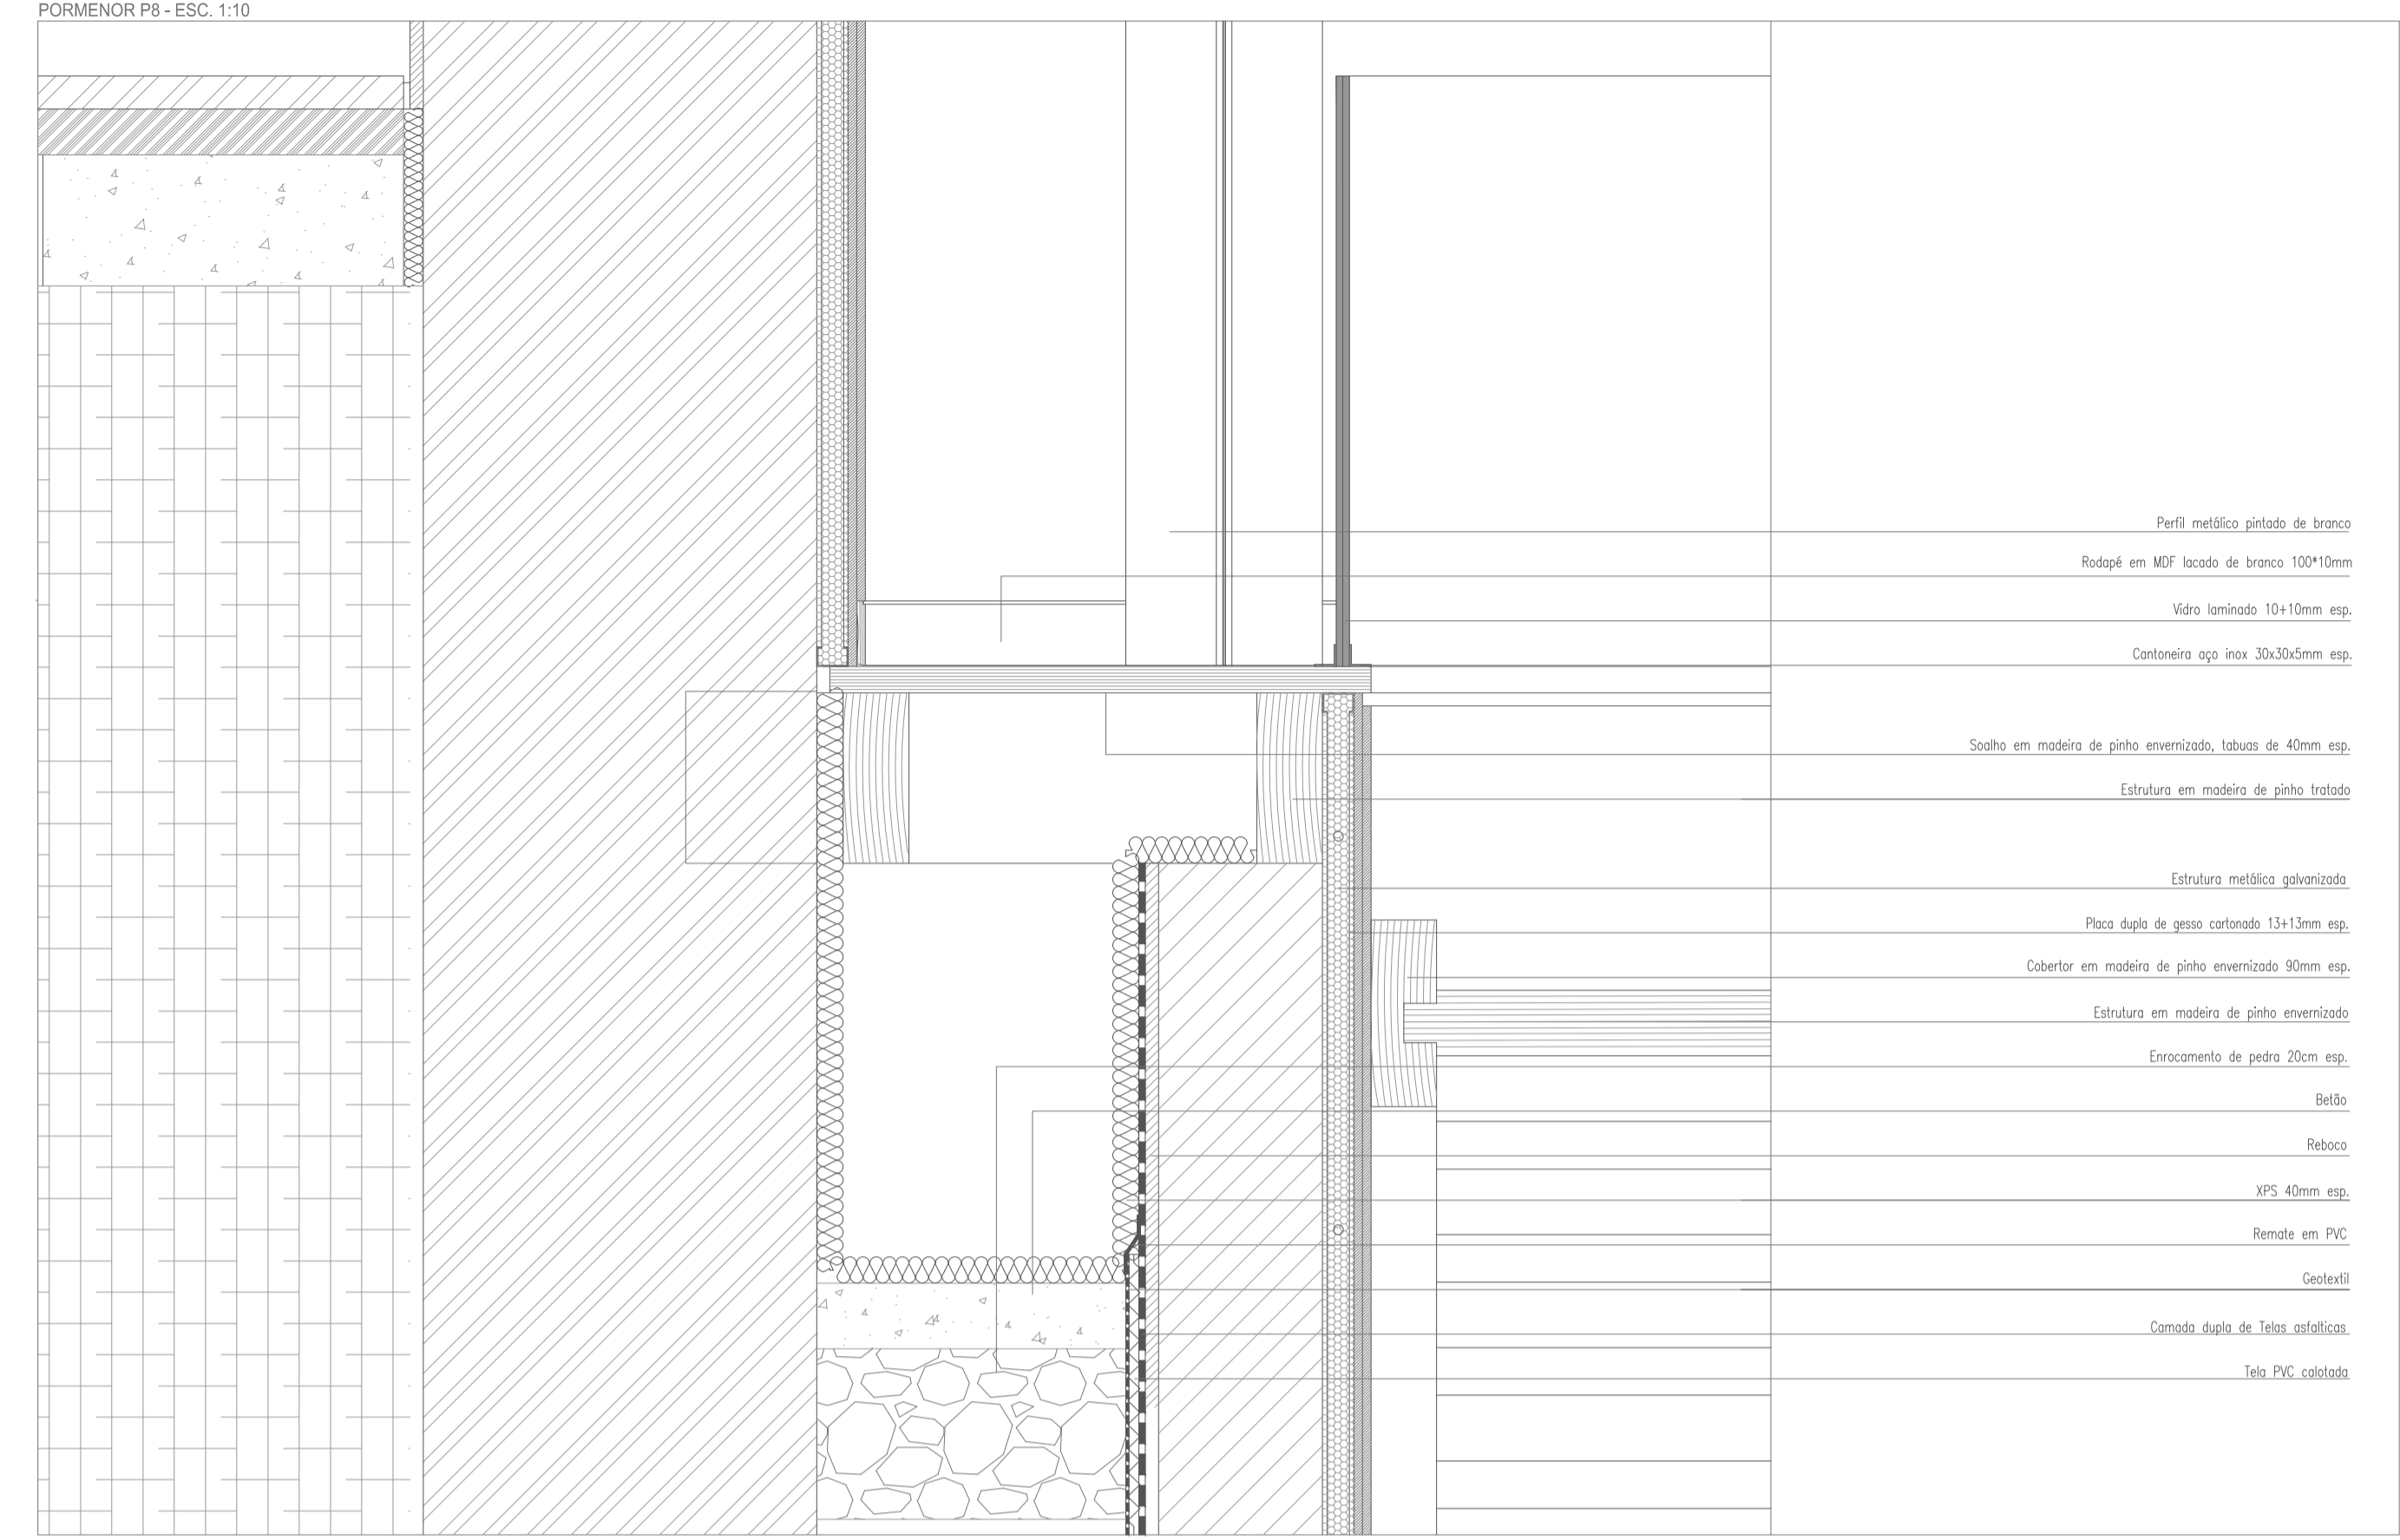 PORMENOR P8 - ESC. 1:10
Perfil metálico pintado de branco
Rodapé em MDF lacado de branco 100*10mm
Vidro laminado 10+10mm esp.
Cantoneira aço inox 30x30x5mm esp.
Soalho em madeira de pinho envernizado, tabuas de 40mm esp.
Estrutura em madeira de pinho tratado
Estrutura metálica galvanizada
Placa dupla de gesso cartonado 13+13mm esp.
Cobertor em madeira de pinho envernizado 90mm esp.
Estrutura em madeira de pinho envernizado
Enrocamento de pedra 20cm esp.
Betão
Reboco
XPS 40mm esp.
Remate em PVC
Geotextil
Camada dupla de Telas asfalticas
Tela PVC calotada